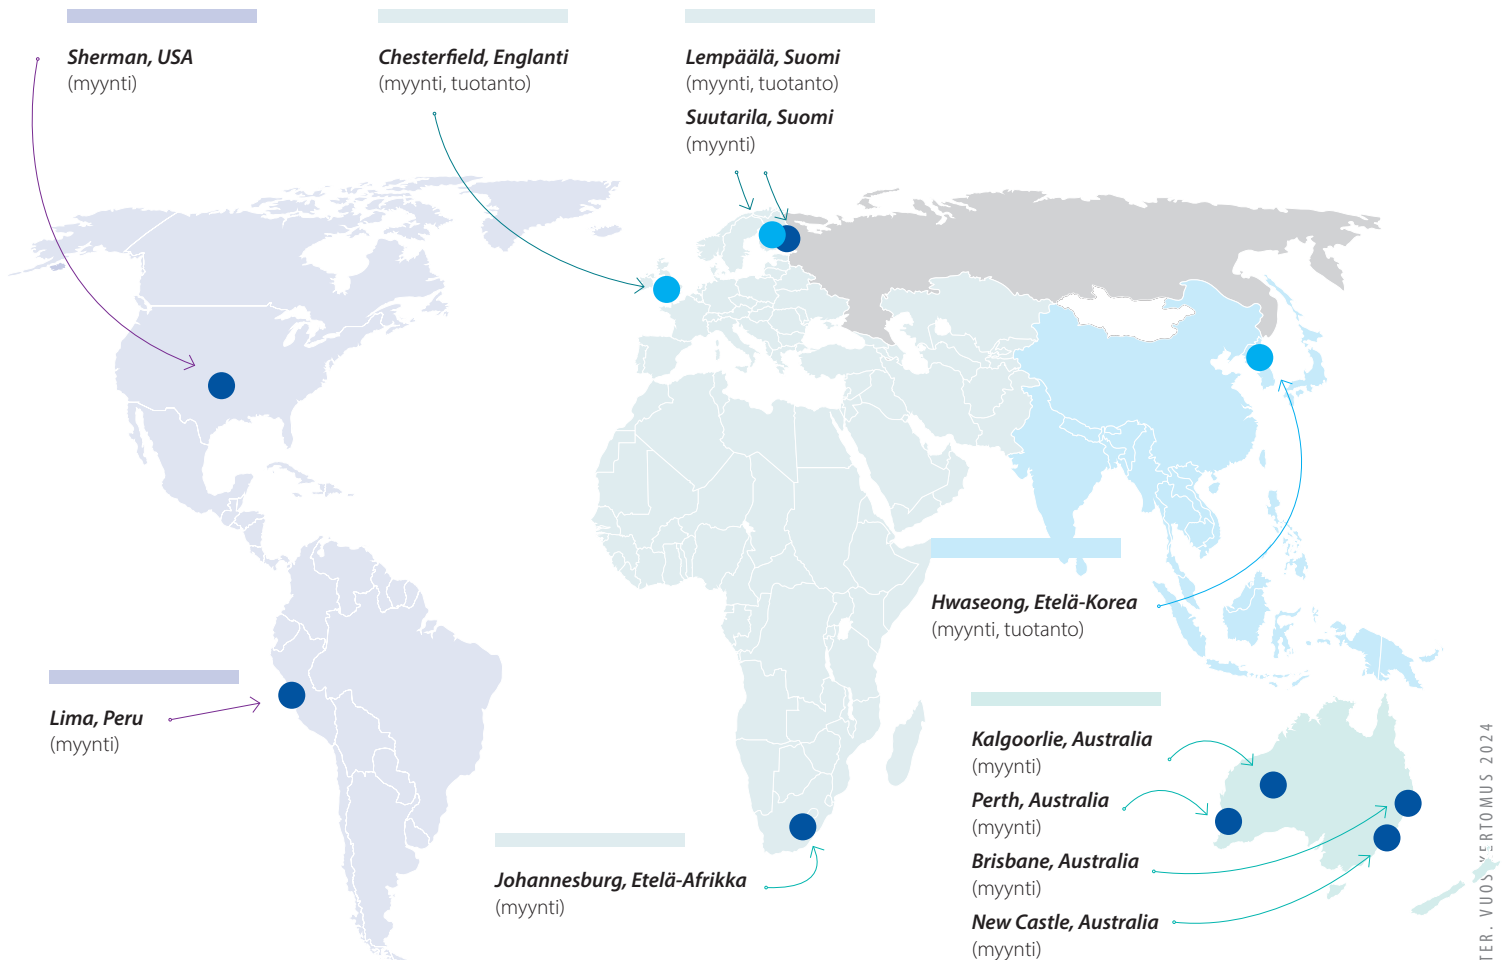 Sherman, USA
(myynti)
Chesterfield, Englanti
(myynti, tuotanto)
Lempäälä, Suomi
(myynti, tuotanto)
Suutarila, Suomi
(myynti)
Hwaseong, Etelä-Korea
(myynti, tuotanto)
Lima, Peru
(myynti)
Kalgoorlie, Australia
(myynti)
Perth, Australia
(myynti)
Brisbane, Australia
(myynti)
New Castle, Australia
(myynti)
Johannesburg, Etelä-Afrikka
(myynti)
2024